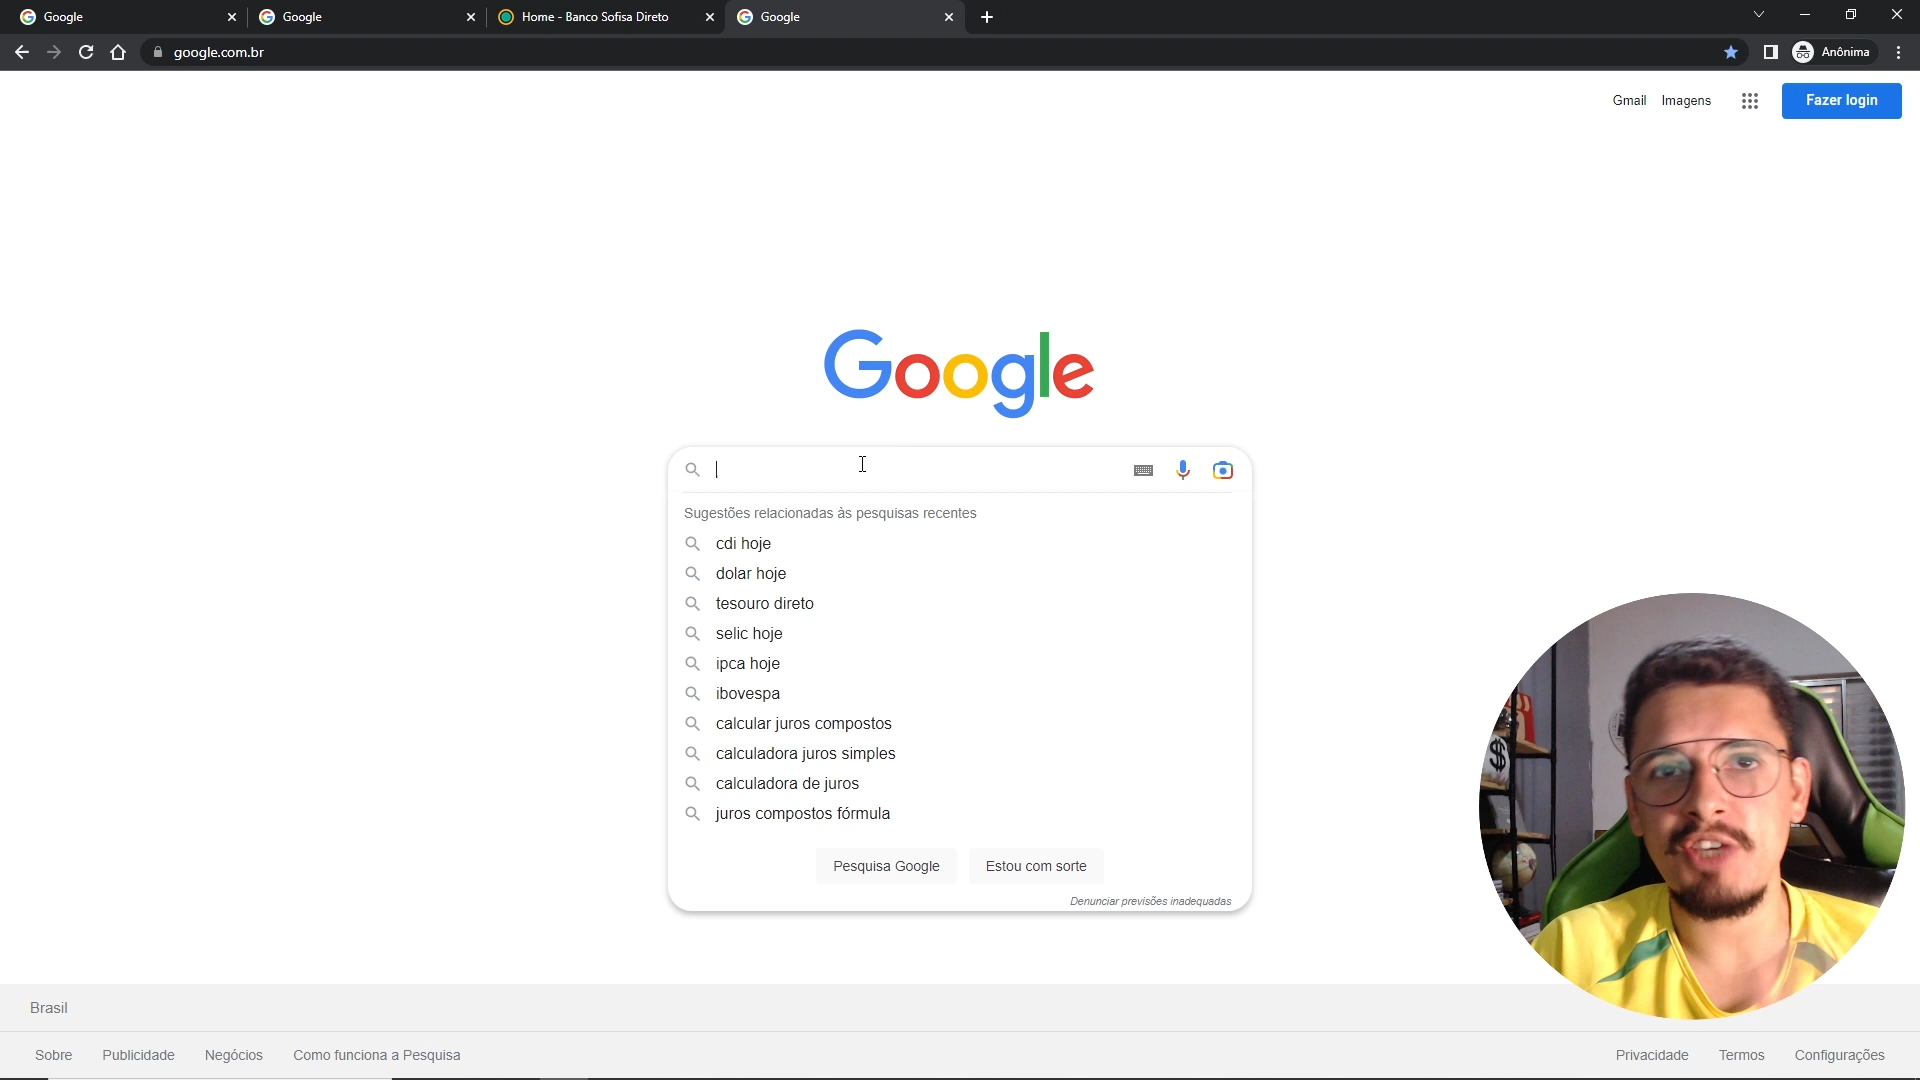 Google
Google
Home - Banco Sofisa Direto
Google
google.com.br
Anônima
Gmail
Imagens
Fazer login
Google
Sugestões relacionadas às pesquisas recentes
cdi hoje
dolar hoje
tesouro direto
selic hoje
ipca hoje
ibovespa
calcular juros compostos
calculadora juros simples
calculadora de juros
juros compostos fórmula
Pesquisa Google
Estou com sorte
Denunciar previsões inadequadas
$
Brasil
Sobre
Publicidade
Negócios
Como funciona a Pesquisa
Privacidade
Termos
Configurações